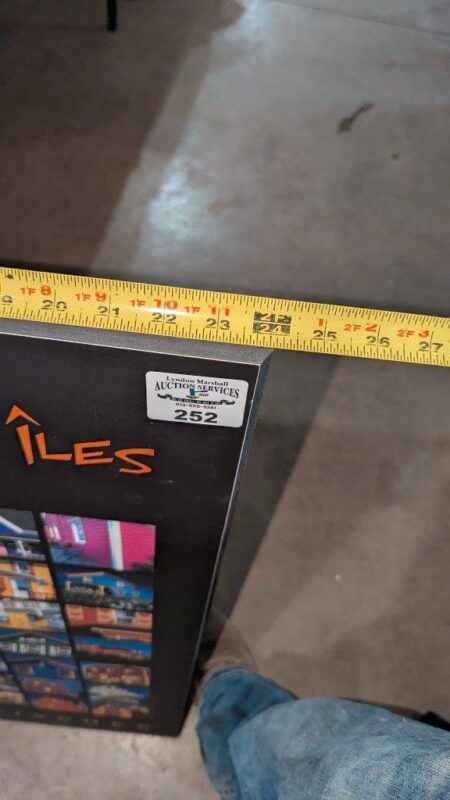 1F 8 1F 9 1F 10 1F 11 1 2F 2 2F 3
20 21 22 23 24 25 26 27
Lyndon Marshall
AUCTION SERVICES
252
ÎLES